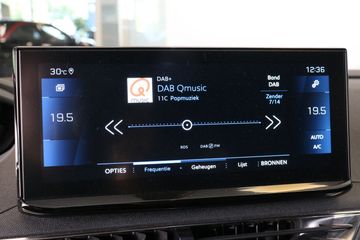 30°C
12:36
DAB+
DAB Qmusic
11C Popmuziek
Q
music
Band
DAB
Zender
7/14
19.5
19.5
AUTO
A/C
RDS
DAB FM
OPTIES
Frequentie
Geheugen
Lijst
BRONNEN